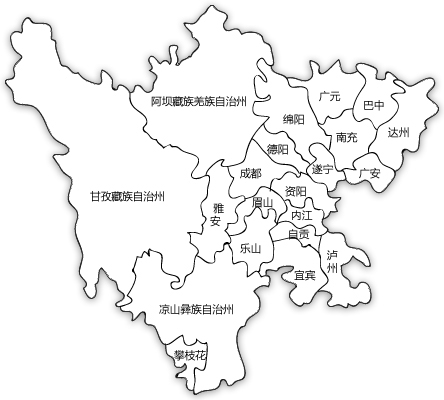 阿坝藏族羌族自治州
广元
巴中
绵阳
达州
南充
德阳
遂宁
广安
成都
甘孜藏族自治州
资阳
眉山
雅
安
内江
自贡
乐山
泸
州
宜宾
凉山彝族自治州
攀枝花